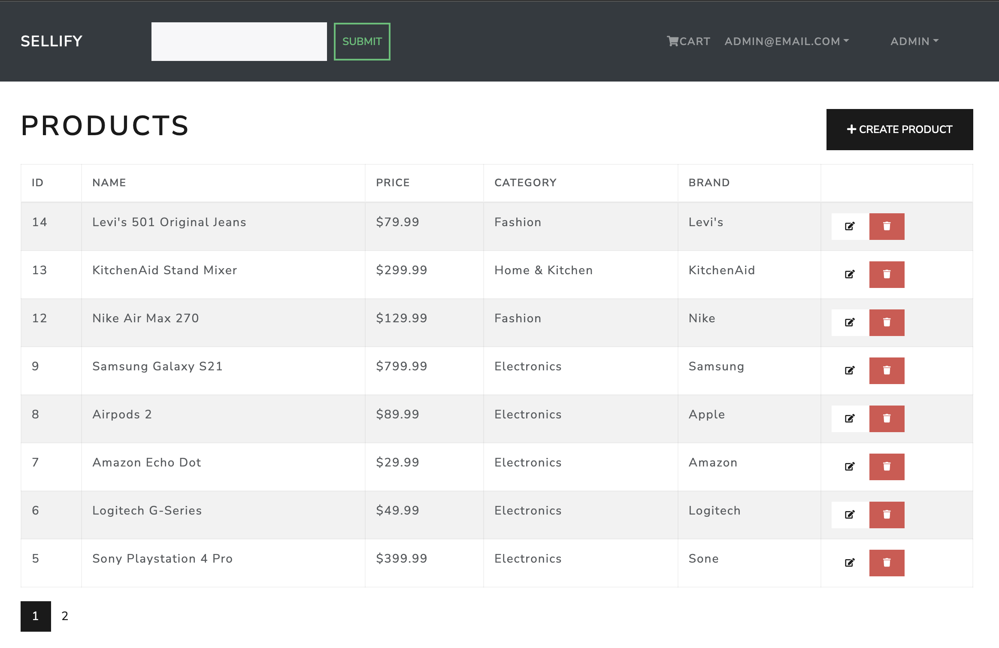 SELLIFY SUBMIT CART ADMIN@EMAIL.COM ADMIN
PRODUCTS CREATE PRODUCT
ID NAME PRICE CATEGORY BRAND
14 Levi's 501 Original Jeans $79.99 Fashion Levi's
13 KitchenAid Stand Mixer $299.99 Home & Kitchen KitchenAid
12 Nike Air Max 270 $129.99 Fashion Nike
9 Samsung Galaxy S21 $799.99 Electronics Samsung
8 Airpods 2 $89.99 Electronics Apple
7 Amazon Echo Dot $29.99 Electronics Amazon
6 Logitech G-Series $49.99 Electronics Logitech
5 Sony Playstation 4 Pro $399.99 Electronics Sone
1 2